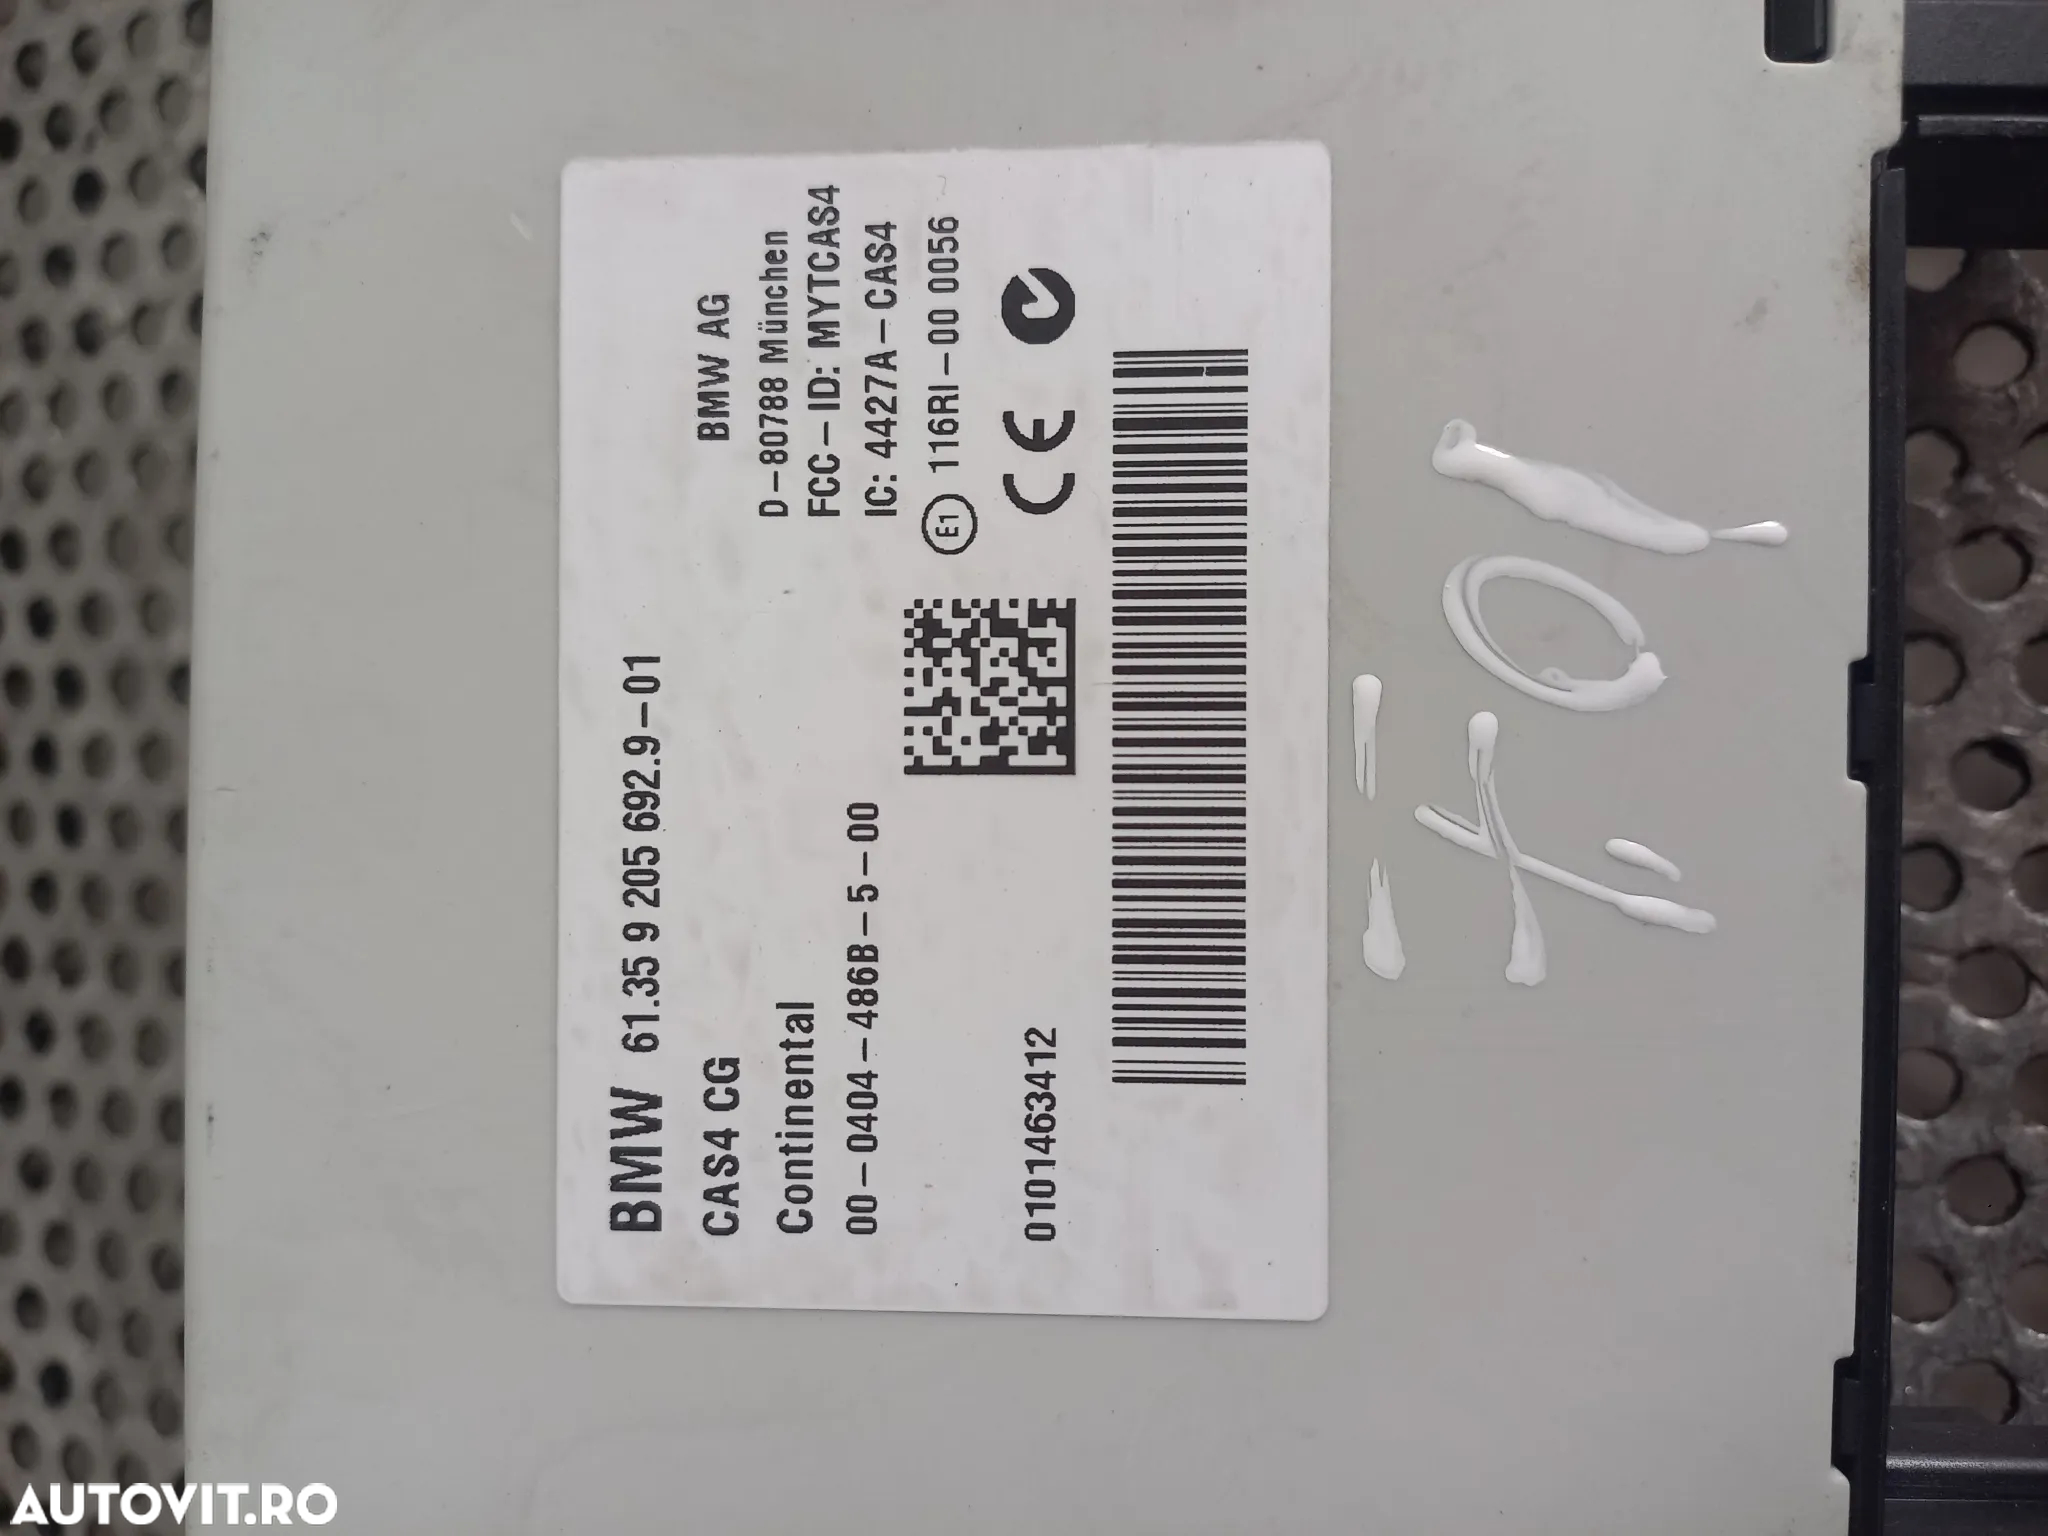 BMW 61.35 9 205 692.9-01
CAS4 CG
BMW AG
Continental
D-80788 München
00-0404-486B-5-00
FCC-ID: MYTCAS4
IC: 4427A-CAS4
E1 116RI-00 0056
CE
0101463412
F.01
AUTOVIT.RO